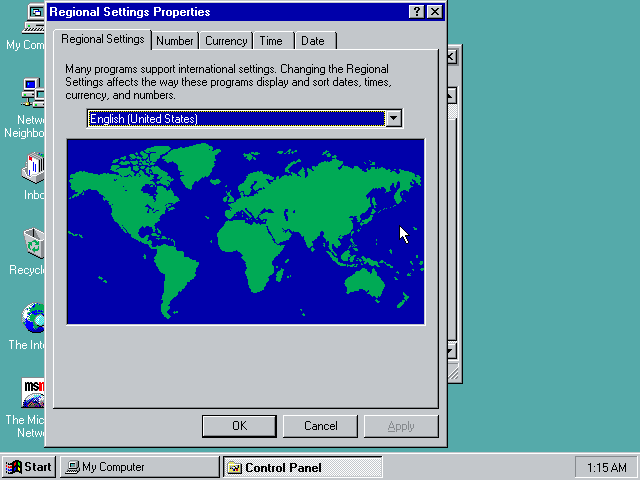 Regional Settings Properties
Regional Settings
Number
Currency
Time
Date
Many programs support international settings. Changing the Regional
Settings affects the way these programs display and sort dates, times,
currency, and numbers.
English (United States)
OK
Cancel
Apply
My Com
Netw
Neighbo
Inbo
Recycl
The Int
msn
The Mic
Netw
Start
My Computer
Control Panel
1:15 AM